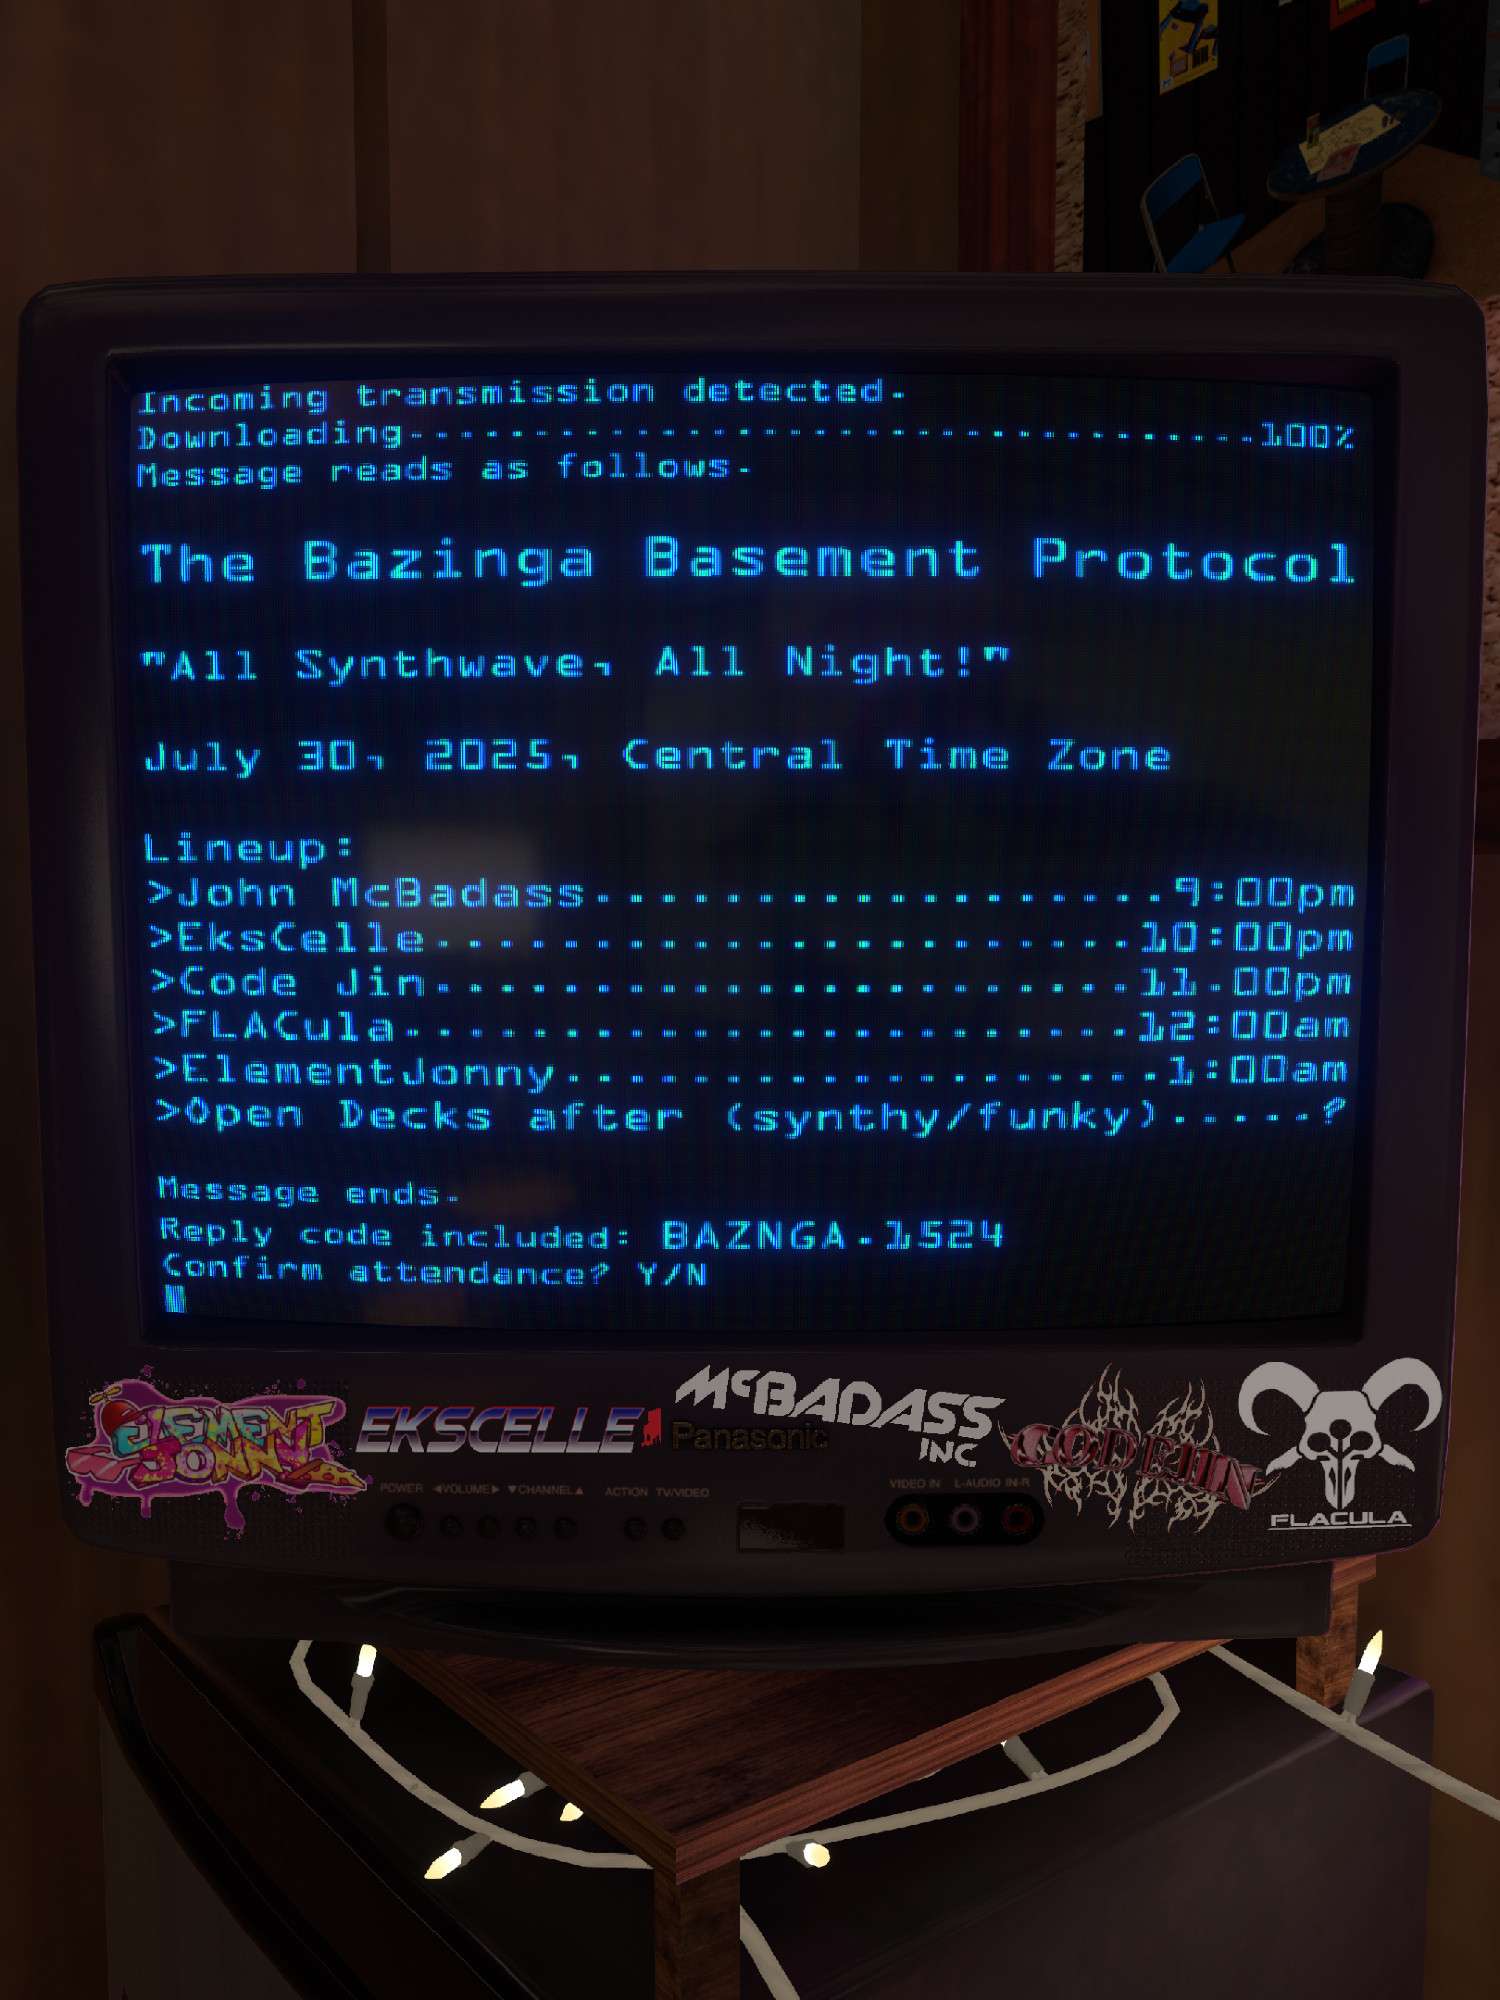 Incoming transmission detected.
Downloading.....................................100%
Message reads as follows.
The Bazinga Basement Protocol
"All Synthwave, All Night!"
July 30, 2025, Central Time Zone
Lineup:
>John McBadass..................9:00pm
>EksCelle......................10:00pm
>Code Jin......................11.00pm
>FLACula.......................12:00am
>ElementJonny...................1:00am
>Open Decks after (synthy/funky).....?
Message ends.
Reply code included: BAZNGA-1524
Confirm attendance? Y/N
ELEMENT
JONNY
EKSCELLE
McBADASS
INC
Panasonic
CODEJIN
FLACULA
POWER ◄VOLUME► ▼CHANNEL▲ ACTION TV/VIDEO
VIDEO IN L-AUDIO IN-R